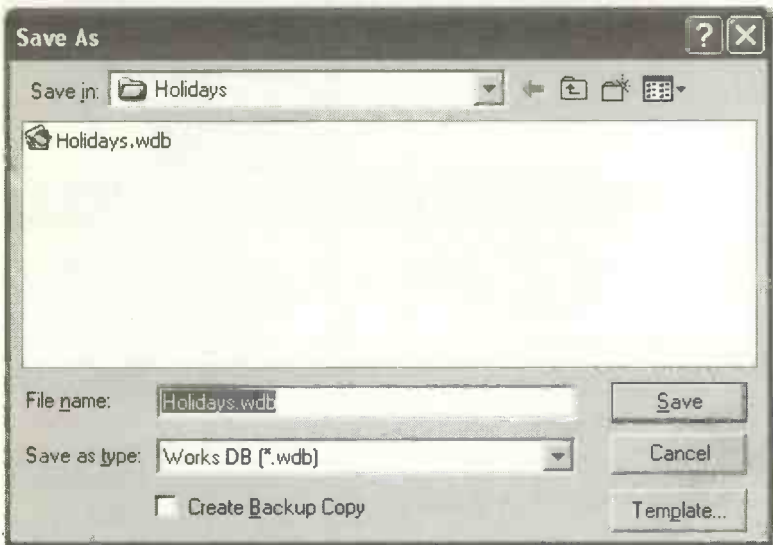 Save As
Save in: Holidays
Holidays.wdb
File name: Holidays.wdb Save
Save as type: Works DB (*.wdb) Cancel
Create Backup Copy Template...